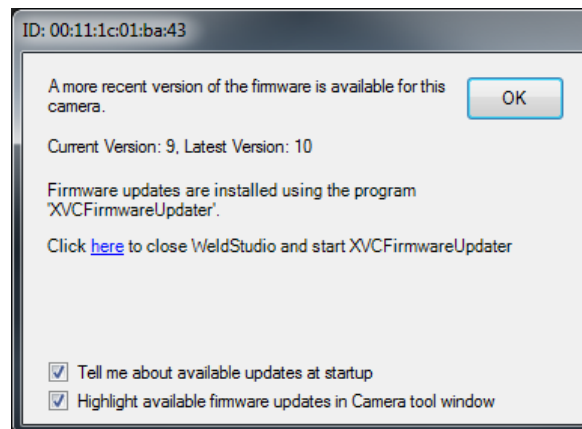 ID: 00:11:1c:01:ba:43
A more recent version of the firmware is available for this
camera.
OK
Current Version: 9, Latest Version: 10
Firmware updates are installed using the program
'XVCFirmwareUpdater'.
Click here to close WeldStudio and start XVCFirmwareUpdater
Tell me about available updates at startup
Highlight available firmware updates in Camera tool window